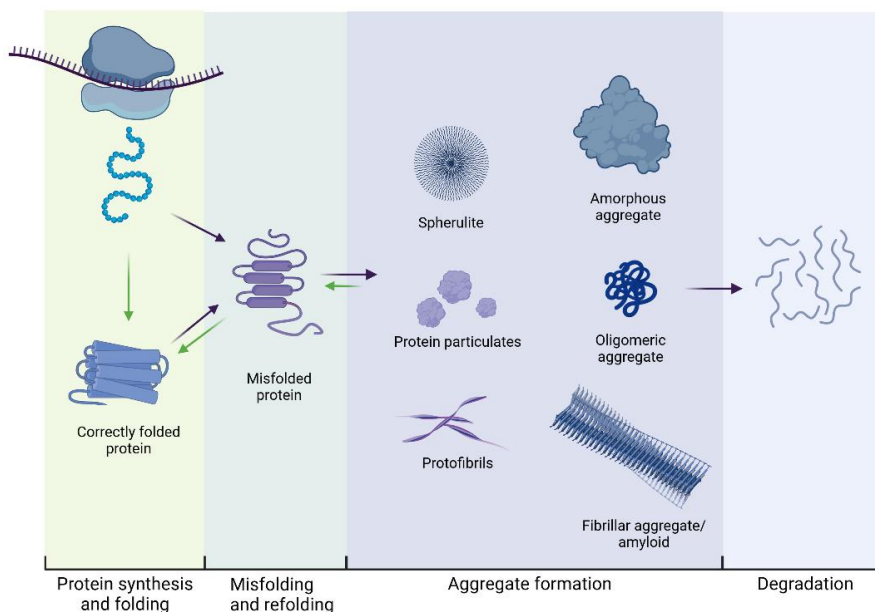 Spherulite
Amorphous
aggregate
Protein particulates
Oligomeric
aggregate
Misfolded
protein
Correctly folded
protein
Protofibrils
Fibrillar aggregate/
amyloid
Protein synthesis
and folding
Misfolding
and refolding
Aggregate formation
Degradation